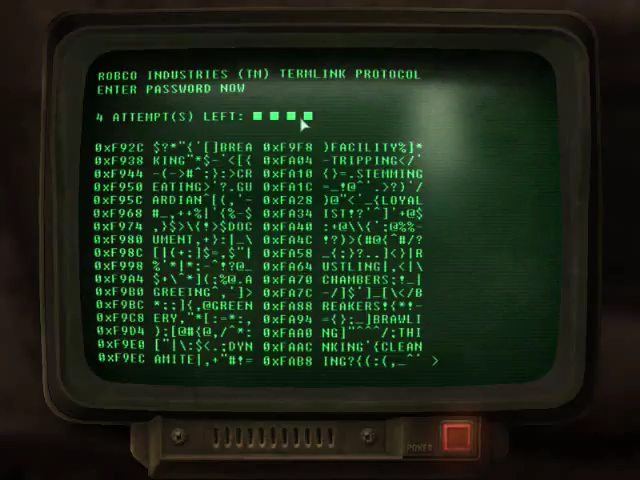 ROBCO INDUSTRIES (TM) TERMLINK PROTOCOL
ENTER PASSWORD NOW
4 ATTEMPT(S) LEFT:
0xF92C $?*"{'[]BREA 0xF9F8 )FACILITY%]*
0xF938 KING"*$-'<[{ 0xFA04 -TRIPPING</'
0xF944 -(->#^:}:>CR 0xFA10 {}=.STEMMING
0xF950 EATING>'?.GU 0xFA1C =_!@^'.>?)'/
0xF95C ARDIAN^[(,'- 0xFA28 )@"<'_{LOYAL
0xF968 #_,++%|'{%-$ 0xFA34 IST!?'^]'+@$
0xF974 ,}$>\{!>$DOC 0xFA40 :+@\\{';@%%-
0xF980 UMENT,+}:|_\ 0xFA4C !?)>(#@{^#/?
0xF98C [|(+:]$=,$"| 0xFA58 _{:}?..]<}|R
0xF998 %'*|*:-^!?@_ 0xFA64 USTLING|,<|\
0xF9A4 $+\^*](;%@.A 0xFA70 CHAMBERS:!_|
0xF9B0 GREETING^,']> 0xFA7C -/]$']_[\</B
0xF9BC *:;]{,@GREEN 0xFA88 REAKERS!{*!-
0xF9C8 ERY,"*[:=*:, 0xFA94 -{};_]BRAWLI
0xF9D4 ):[@#{@,/^*: 0xFAA0 NG]"^^^/;THI
0xF9E0 ["|\:$<.;DYN 0xFAAC NKING'{CLEAN
0xF9EC AMITE|,+"#!= 0xFAB8 ING?{(:(,_^' >
POWER